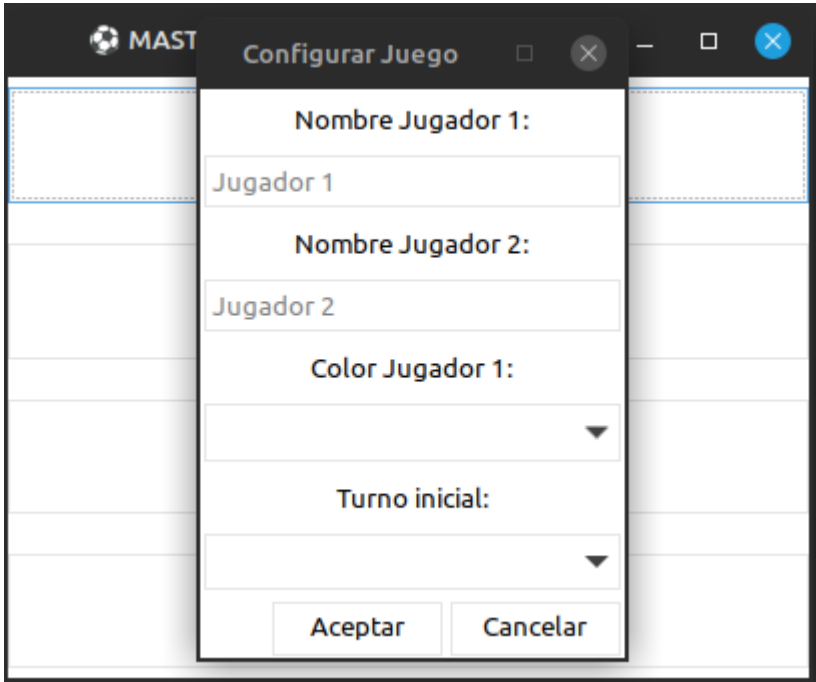 MAST
Configurar Juego
Nombre Jugador 1:
Jugador 1
Nombre Jugador 2:
Jugador 2
Color Jugador 1:
Turno inicial:
Aceptar Cancelar